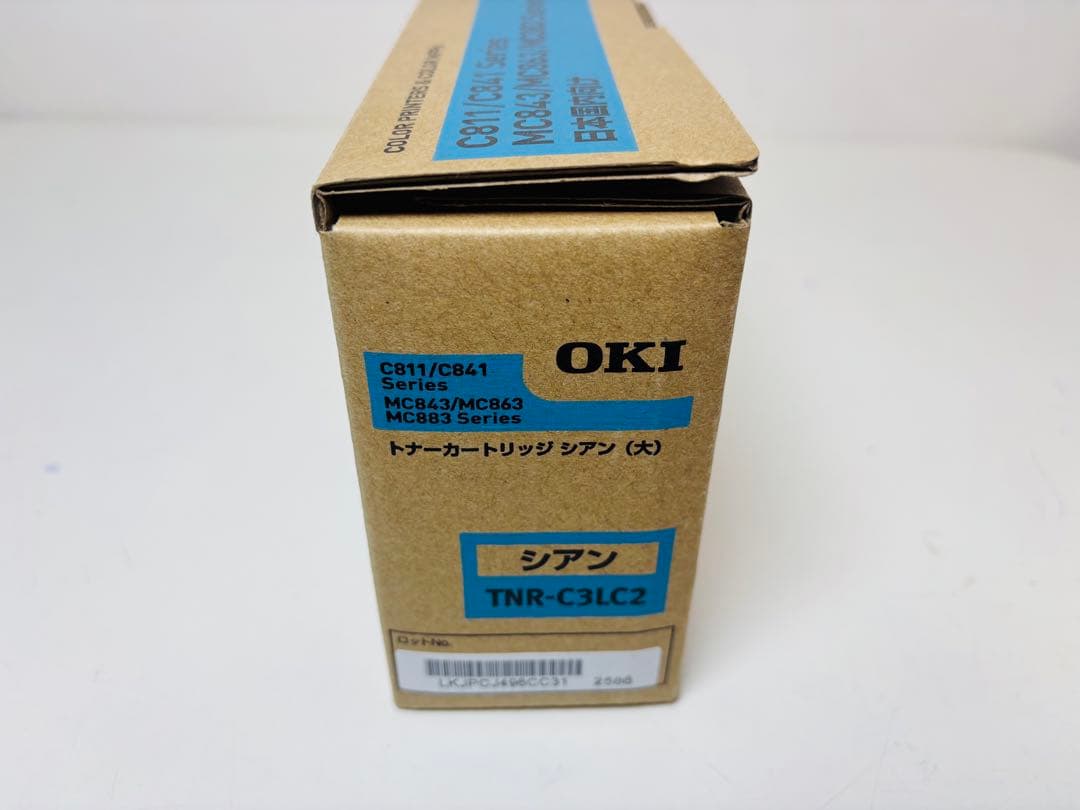 COLOR PRINTERS & COLOR MFPs
C811/C841 Series
MC843/MC863/MC883 Series
日本国内向け
OKI
C811/C841
Series
MC843/MC863
MC883 Series
トナーカートリッジ シアン（大）
シアン
TNR-C3LC2
ロットNo.